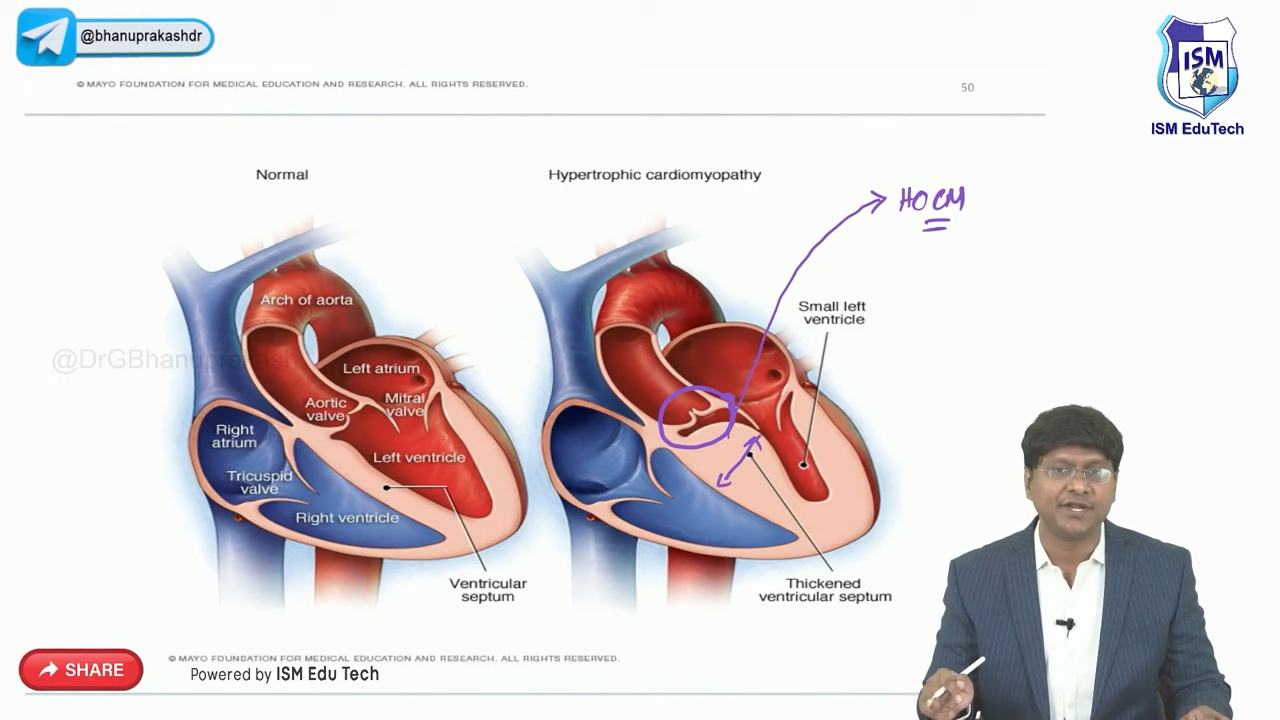 @bhanuprakashdr
ISM
ISM EduTech
© MAYO FOUNDATION FOR MEDICAL EDUCATION AND RESEARCH. ALL RIGHTS RESERVED.
50
Normal
Hypertrophic cardiomyopathy
HOCM
Arch of aorta
Small left
ventricle
@DrGBhanuprakash
Left atrium
Aortic
valve
Mitral
valve
Right
atrium
Left ventricle
Tricuspid
valve
Right ventricle
Ventricular
septum
Thickened
ventricular septum
© MAYO FOUNDATION FOR MEDICAL EDUCATION AND RESEARCH. ALL RIGHTS RESERVED.
SHARE
Powered by ISM Edu Tech